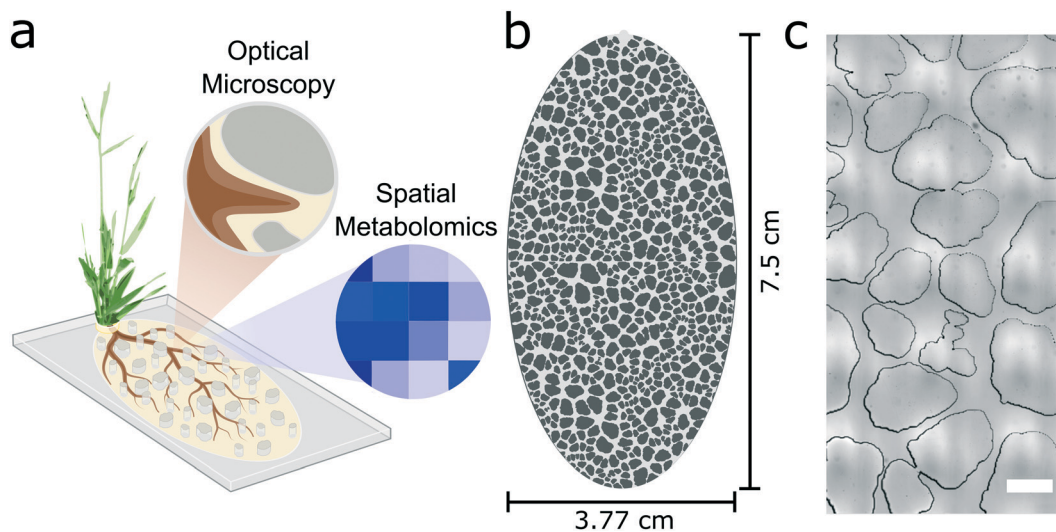 a
Optical
Microscopy
Spatial
Metabolomics
b
7.5 cm
3.77 cm
c